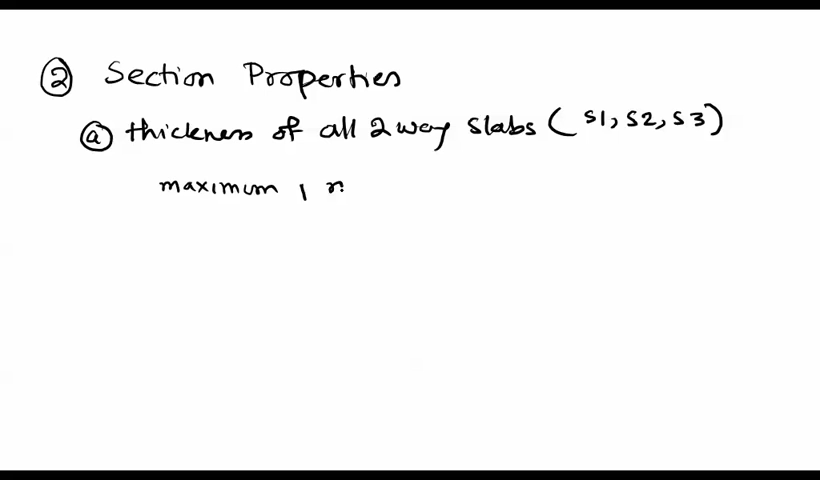 ② Section Properties
ⓐ thickness of all 2 way slabs (S1, S2, S3)
maximum ,